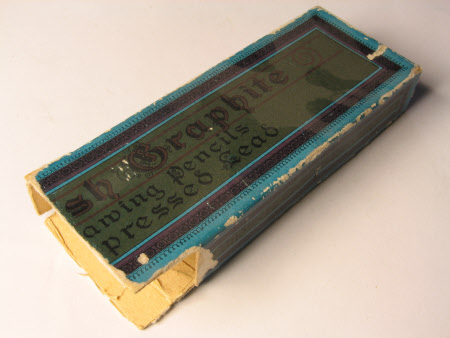 sh Graphite
awing Pencils
pressed Lead